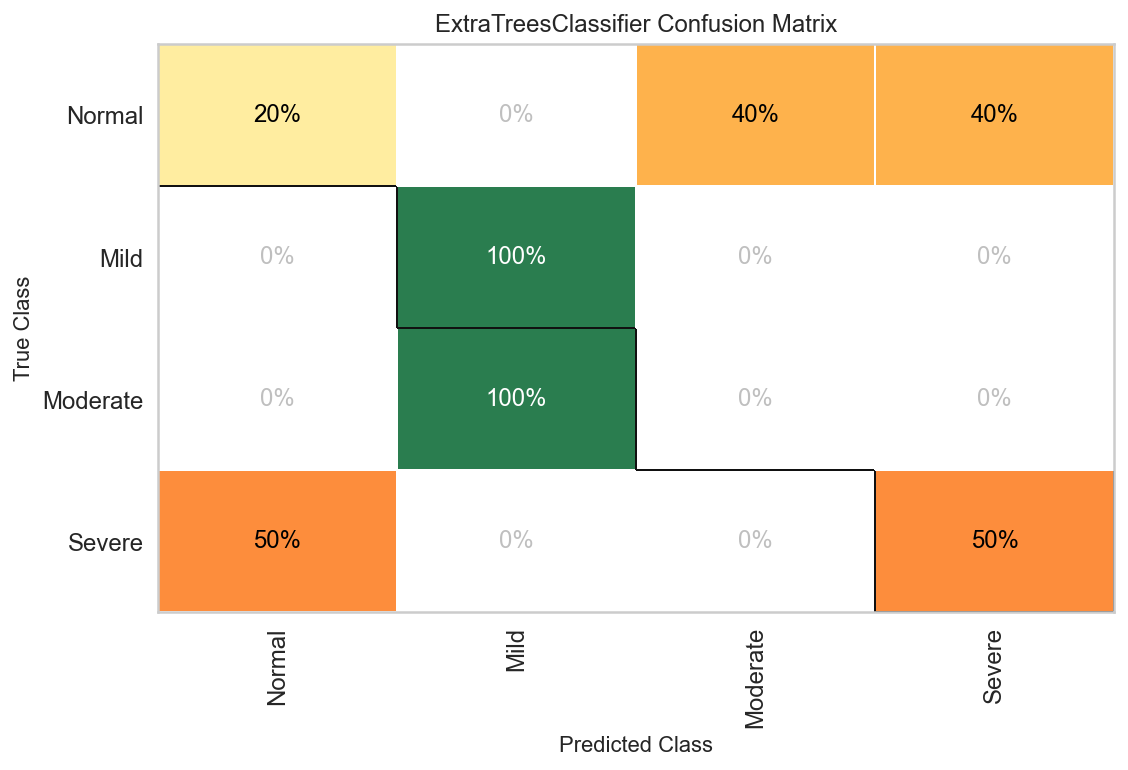 ExtraTreesClassifier Confusion Matrix
True Class
Normal 20% 0% 40% 40%
Mild 0% 100% 0% 0%
Moderate 0% 100% 0% 0%
Severe 50% 0% 0% 50%
Normal Mild Moderate Severe
Predicted Class